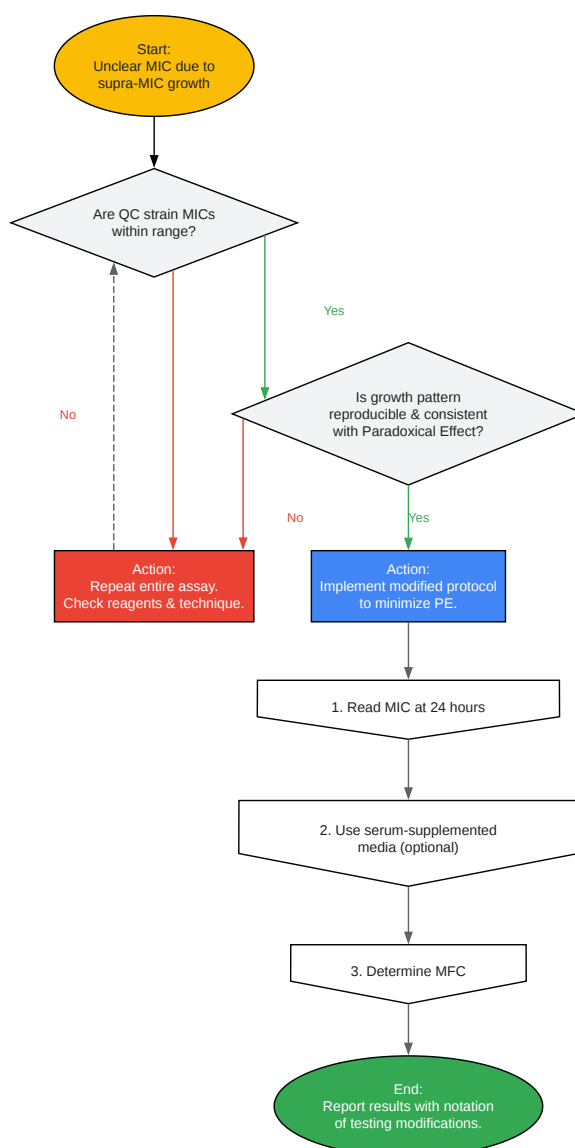 Start:
Unclear MIC due to
supra-MIC growth
Are QC strain MICs
within range?
Yes
Is growth pattern
reproducible & consistent
with Paradoxical Effect?
No
No
Yes
Action:
Repeat entire assay.
Check reagents & technique.
Action:
Implement modified protocol
to minimize PE.
1. Read MIC at 24 hours
2. Use serum-supplemented
media (optional)
3. Determine MFC
End:
Report results with notation
of testing modifications.